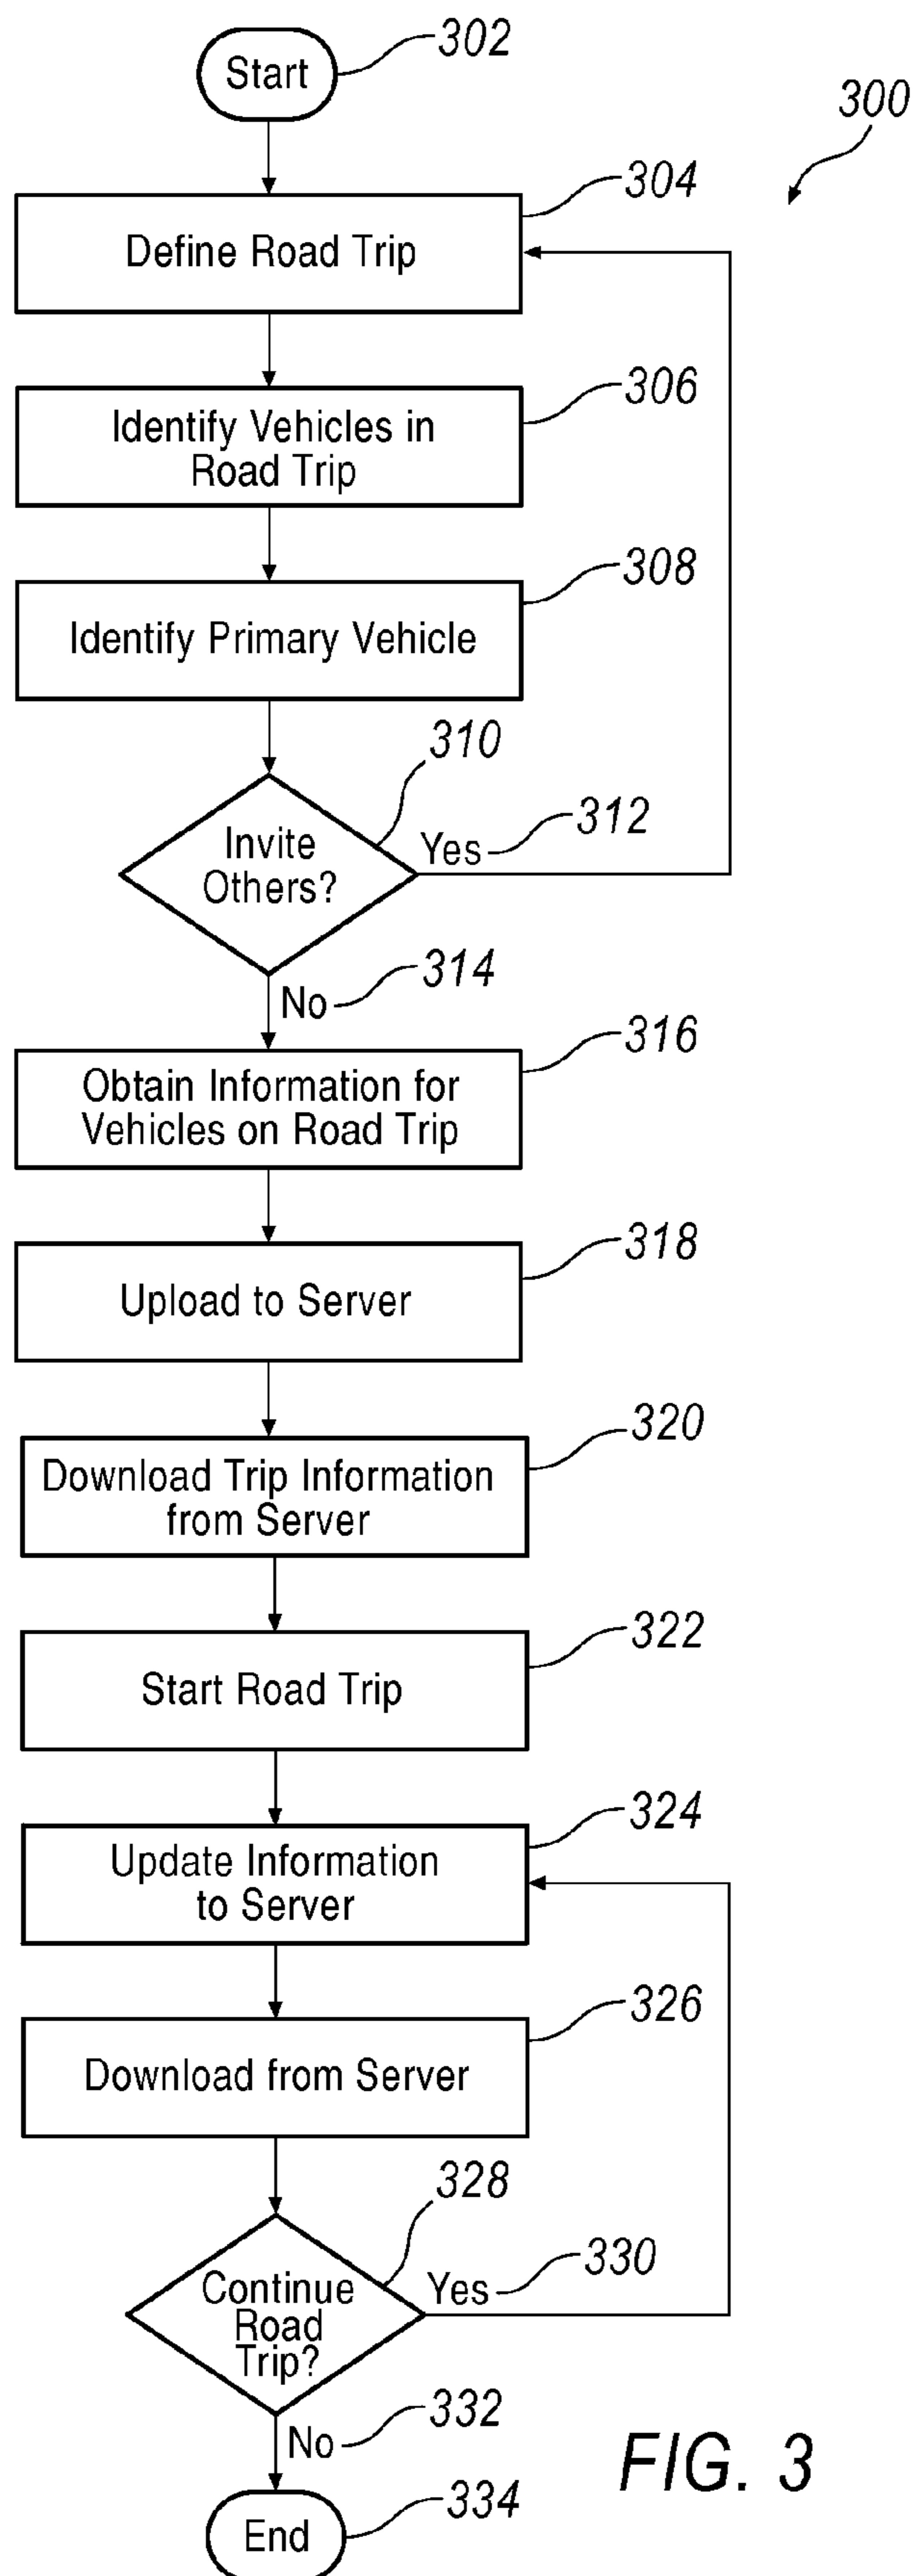 302
Start
300
304
Define Road Trip
306
Identify Vehicles in
Road Trip
308
Identify Primary Vehicle
310
Invite
Others?
Yes
312
314
No
316
Obtain Information for
Vehicles on Road Trip
318
Upload to Server
320
Download Trip Information
from Server
322
Start Road Trip
324
Update Information
to Server
326
Download from Server
328
Continue
Road
Trip?
Yes
330
332
No
334
End
FIG. 3